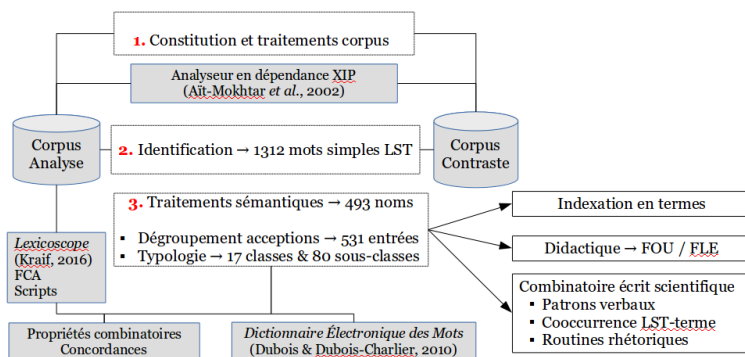 1. Constitution et traitements corpus
Analyseur en dépendance XIP
(Aït-Mokhtar et al., 2002)
Corpus
Analyse
2. Identification → 1312 mots simples LST
Corpus
Contraste
3. Traitements sémantiques → 493 noms
▪ Dégroupement acceptions → 531 entrées
▪ Typologie → 17 classes & 80 sous-classes
Lexicoscope
(Kraif, 2016)
FCA
Scripts
Propriétés combinatoires
Concordances
Dictionnaire Électronique des Mots
(Dubois & Dubois-Charlier, 2010)
Indexation en termes
Didactique → FOU / FLE
Combinatoire écrit scientifique
▪ Patrons verbaux
▪ Cooccurrence LST-terme
▪ Routines rhétoriques